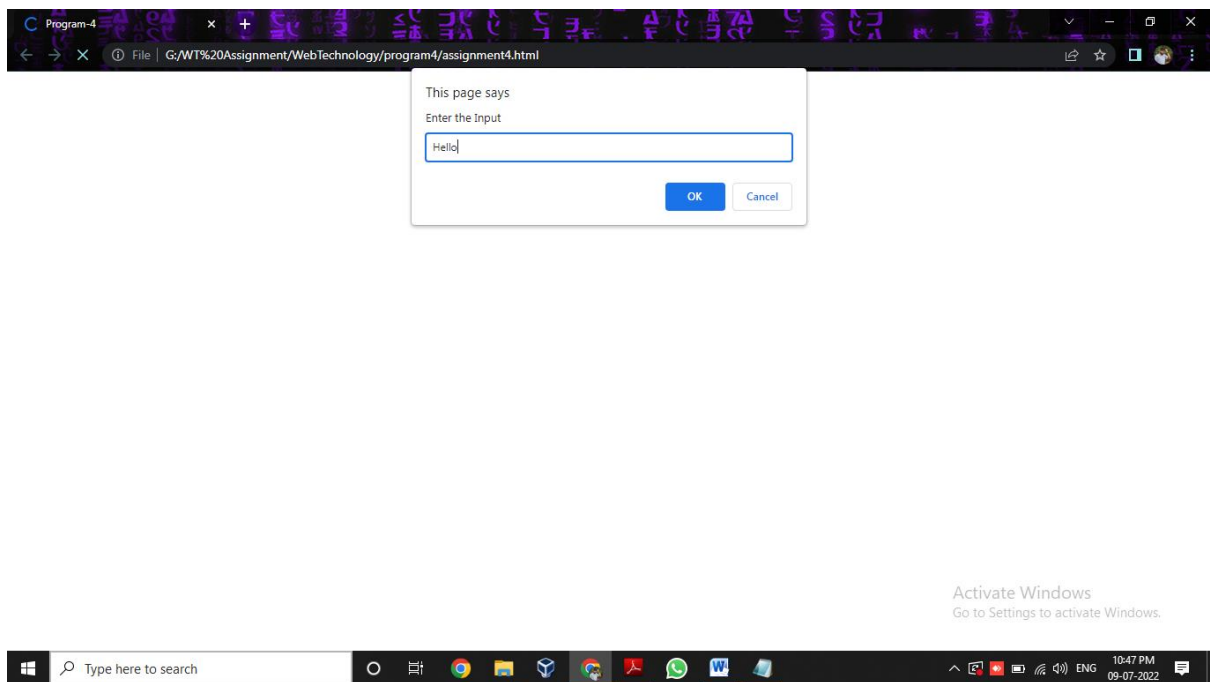 Program-4
File G:/WT%20Assignment/WebTechnology/program4/assignment4.html
This page says
Enter the Input
Hello
OK Cancel
Activate Windows
Go to Settings to activate Windows.
Type here to search
ENG
10:47 PM
09-07-2022